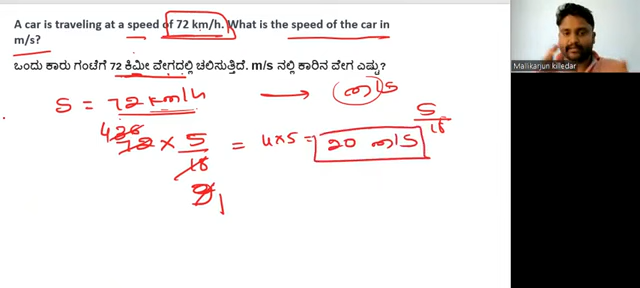 A car is traveling at a speed of 72 km/h. What is the speed of the car in
m/s?
ಒಂದು ಕಾರು ಗಂಟೆಗೆ 72 ಕಿಮೀ ವೇಗದಲ್ಲಿ ಚಲಿಸುತ್ತಿದೆ. m/s ನಲ್ಲಿ ಕಾರಿನ ವೇಗ ಎಷ್ಟು?
S = 72 km/h → m/s
5/18
72 × 5/18 = 4×5 = 20 m/s
Mallikarjun killedar